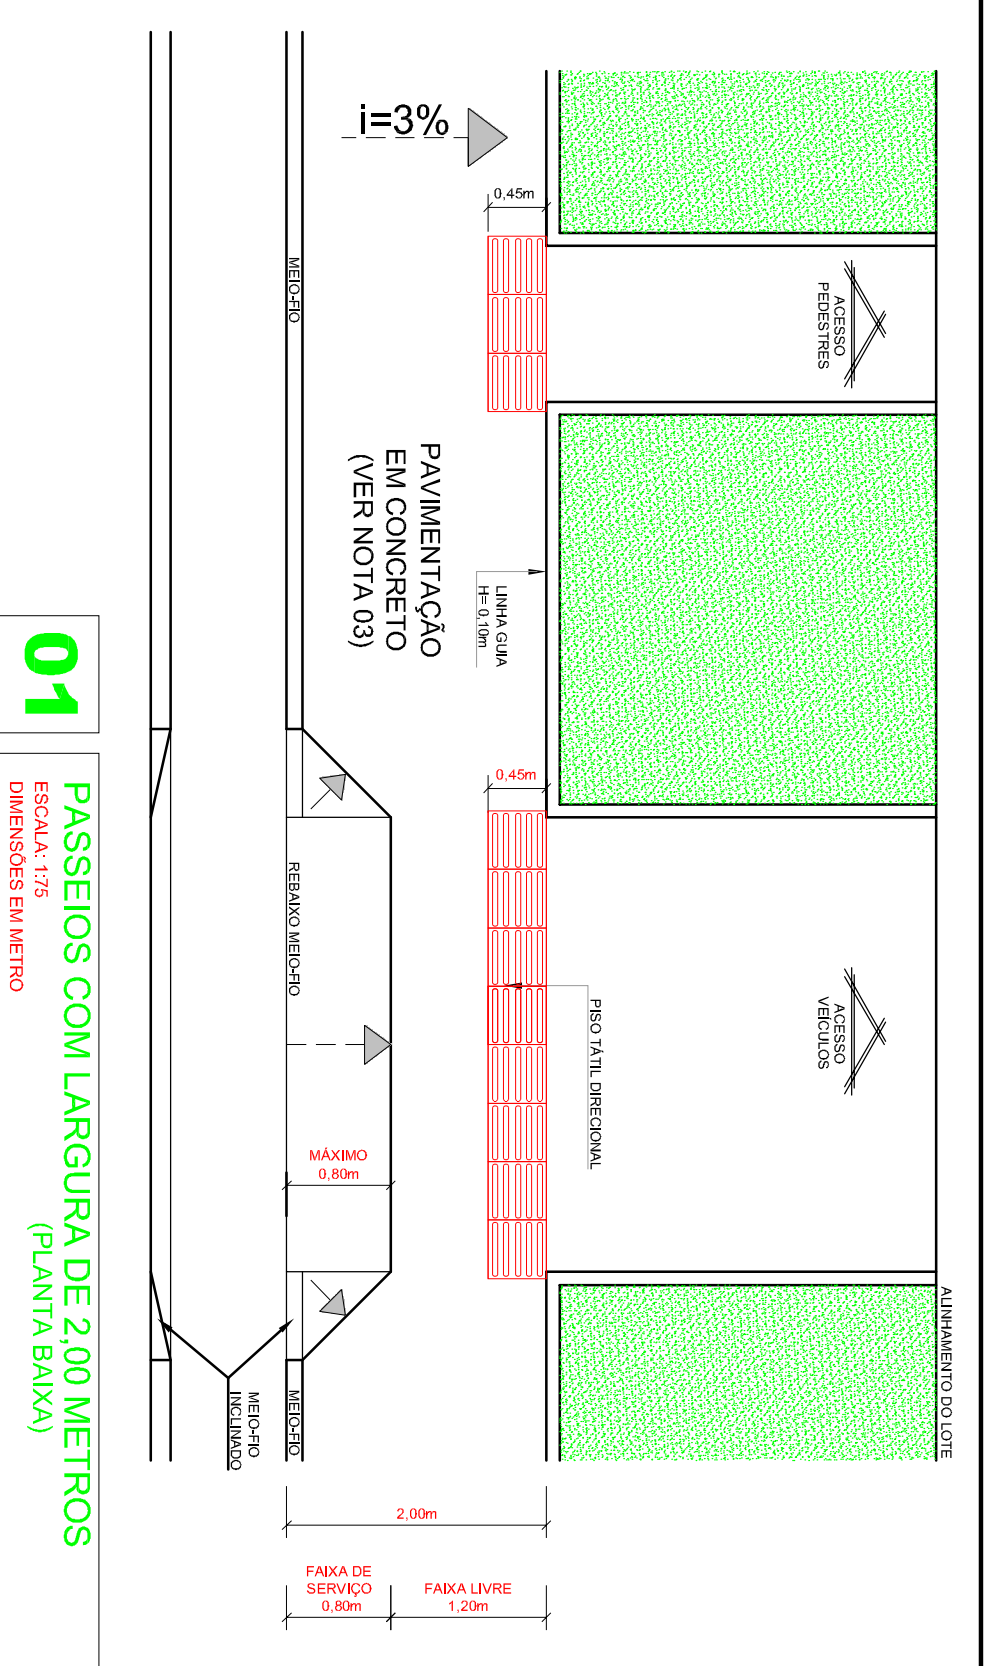 ALINHAMENTO DO LOTE
ACESSO
PEDESTRES
ACESSO
VEÍCULOS
0,45m
0,45m
LINHA GUIA
H= 0,10m
PISO TÁTIL DIRECIONAL
i=3%
PAVIMENTAÇÃO
EM CONCRETO
(VER NOTA 03)
MEIO-FIO
REBAIXO MEIO-FIO
MÁXIMO
0,80m
MEIO-FIO
MEIO-FIO
INCLINADO
2,00m
FAIXA DE
SERVIÇO
0,80m
FAIXA LIVRE
1,20m
01
PASSEIOS COM LARGURA DE 2,00 METROS
(PLANTA BAIXA)
ESCALA: 1:75
DIMENSÕES EM METRO